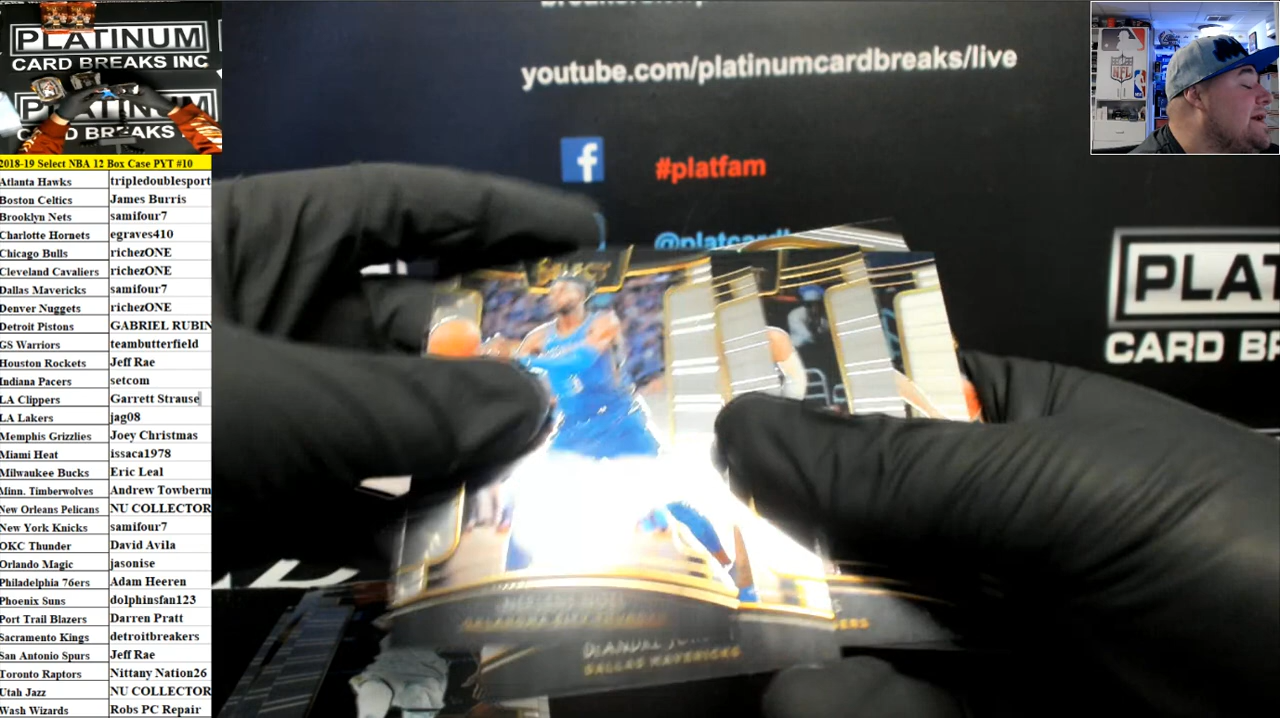 PLATINUM
CARD BREAKS INC
PLATINUM
CARD BREAKS
2018-19 Select NBA 12 Box Case PYT #10
Atlanta Hawks tripledoublesport
Boston Celtics James Burris
Brooklyn Nets samifour7
Charlotte Hornets egraves410
Chicago Bulls richezONE
Cleveland Cavaliers richezONE
Dallas Mavericks samifour7
Denver Nuggets richezONE
Detroit Pistons GABRIEL RUBIN
GS Warriors teambutterfield
Houston Rockets Jeff Rae
Indiana Pacers setcom
LA Clippers Garrett Strause
LA Lakers jag08
Memphis Grizzlies Joey Christmas
Miami Heat issaca1978
Milwaukee Bucks Eric Leal
Minn. Timberwolves Andrew Towberm
New Orleans Pelicans NU COLLECTOR
New York Knicks samifour7
OKC Thunder David Avila
Orlando Magic jasonise
Philadelphia 76ers Adam Heeren
Phoenix Suns dolphinsfan123
Port Trail Blazers Darren Pratt
Sacramento Kings detroitbreakers
San Antonio Spurs Jeff Rae
Toronto Raptors Nittany Nation26
Utah Jazz NU COLLECTOR
Wash Wizards Robs PC Repair
youtube.com/platinumcardbreaks/live
f
#platfam
@platcard
PLAT
CARD BR
OKLAHOMA CITY THUNDER
DALLAS MAVERICKS
NFL